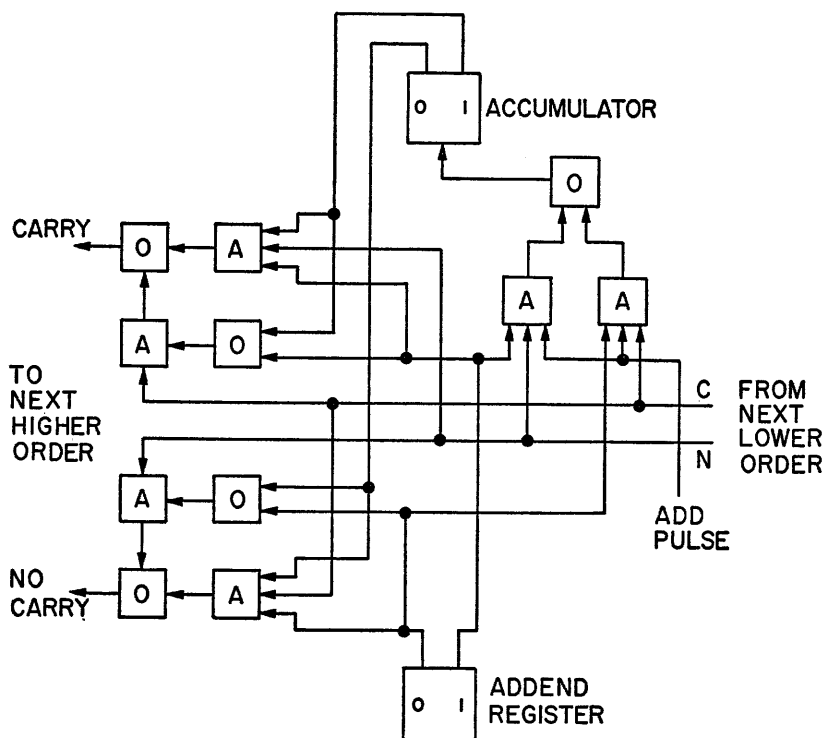 0 1 ACCUMULATOR
O
CARRY
O A
A A
A O
TO
NEXT
HIGHER
ORDER
C
FROM
NEXT
LOWER
ORDER
N
A O
ADD
PULSE
NO
CARRY
O A
0 1
ADDEND
REGISTER